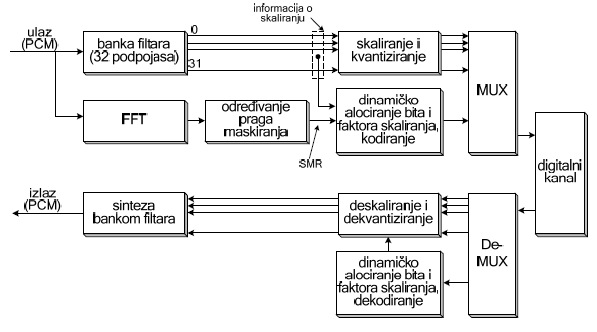 informacija o
skaliranju
ulaz
(PCM)
banka filtara
(32 podpojasa)
0
31
skaliranje i
kvantiziranje
MUX
FFT
određivanje
praga
maskiranja
SMR
dinamičko
alociranje bita i
faktora skaliranja,
kodiranje
digitalni
kanal
izlaz
(PCM)
sinteza
bankom filtara
deskaliranje i
dekvantiziranje
De-
MUX
dinamičko
alociranje bita i
faktora skaliranja,
dekodiranje